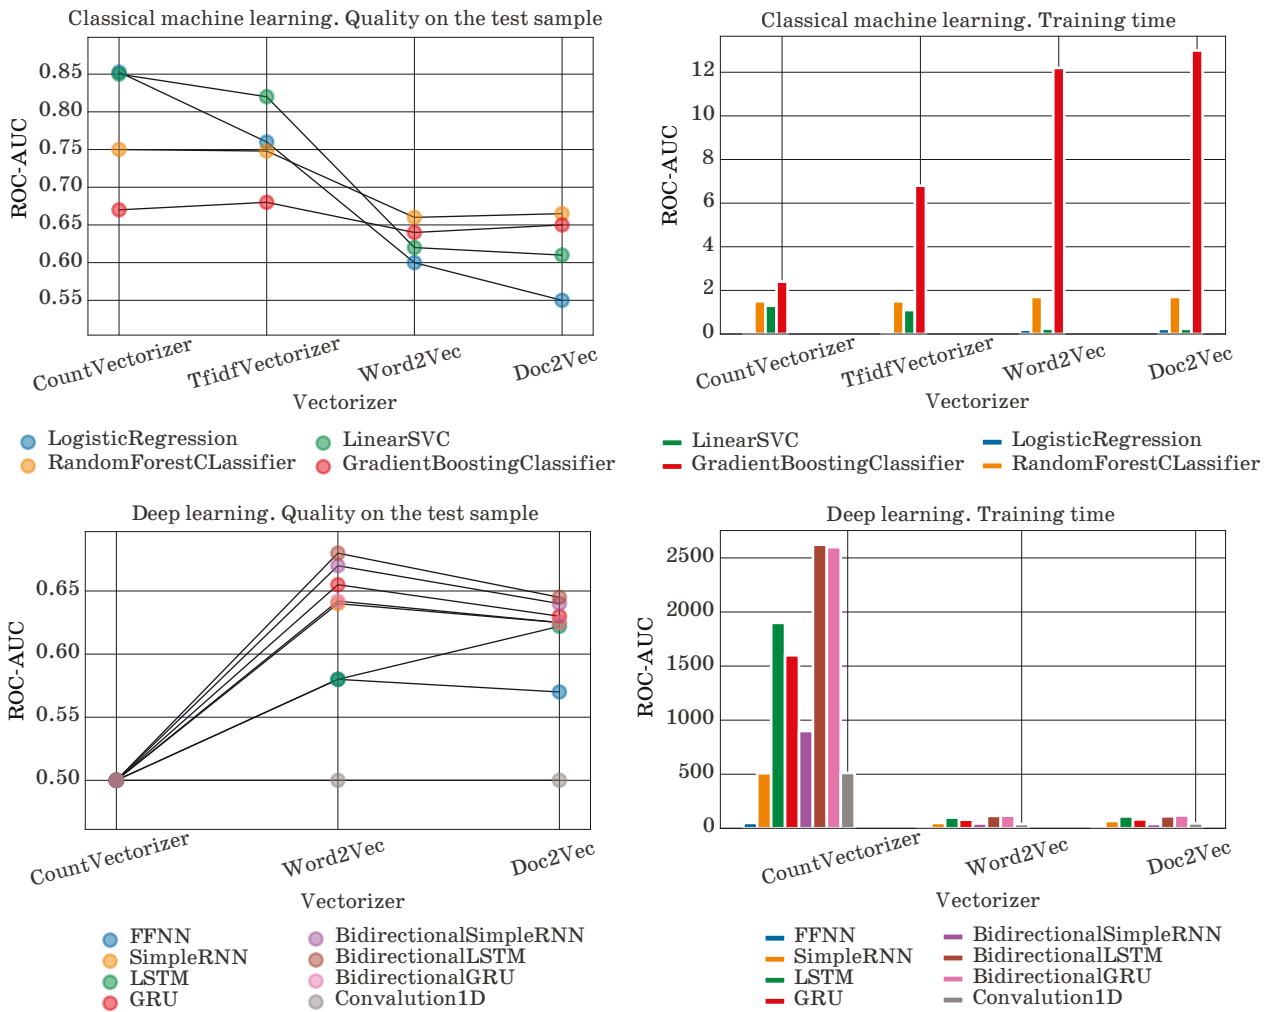 Classical machine learning. Quality on the test sample
ROC-AUC
0.85
0.80
0.75
0.70
0.65
0.60
0.55
CountVectorizer
TfidfVectorizer
Word2Vec
Doc2Vec
Vectorizer
LogisticRegression
RandomForestCLassifier
LinearSVC
GradientBoostingClassifier
Classical machine learning. Training time
ROC-AUC
12
10
8
6
4
2
0
CountVectorizer
TfidfVectorizer
Word2Vec
Doc2Vec
Vectorizer
LinearSVC
GradientBoostingClassifier
LogisticRegression
RandomForestCLassifier
Deep learning. Quality on the test sample
ROC-AUC
0.65
0.60
0.55
0.50
CountVectorizer
Word2Vec
Doc2Vec
Vectorizer
FFNN
SimpleRNN
LSTM
GRU
BidirectionalSimpleRNN
BidirectionalLSTM
BidirectionalGRU
Convalution1D
Deep learning. Training time
ROC-AUC
2500
2000
1500
1000
500
0
CountVectorizer
Word2Vec
Doc2Vec
Vectorizer
FFNN
SimpleRNN
LSTM
GRU
BidirectionalSimpleRNN
BidirectionalLSTM
BidirectionalGRU
Convalution1D